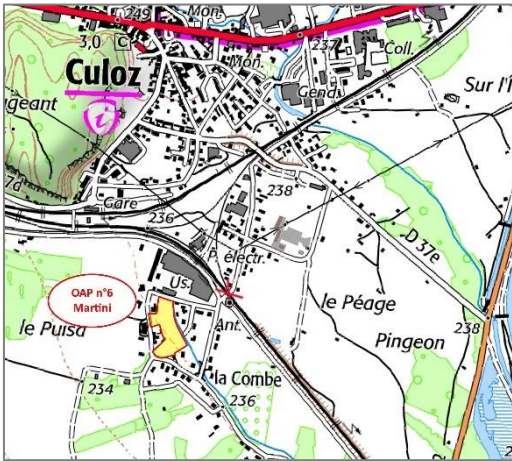 249
Mon.
3,0
C
237
Coll.
Culoz
Mon.
Gend.
Sur l'Î
geant
i
7d
Gare
236
238
P. électr.
D 37e
Us.
OAP n°6
Martini
le Péage
le Puisa
Ant.
Pingeon
238
234
la Combe
236
2